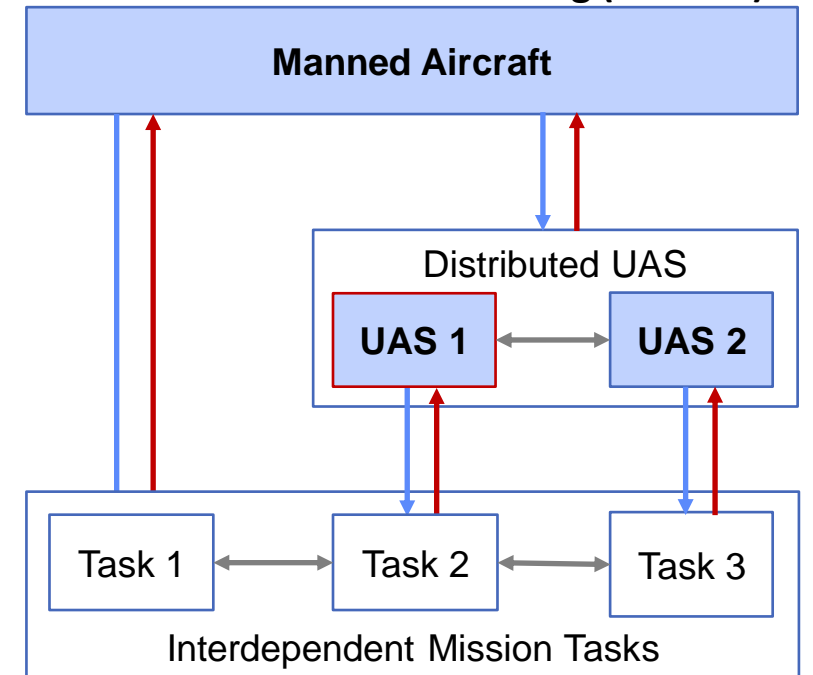 Manned Aircraft
Distributed UAS
UAS 1
UAS 2
Task 1
Task 2
Task 3
Interdependent Mission Tasks